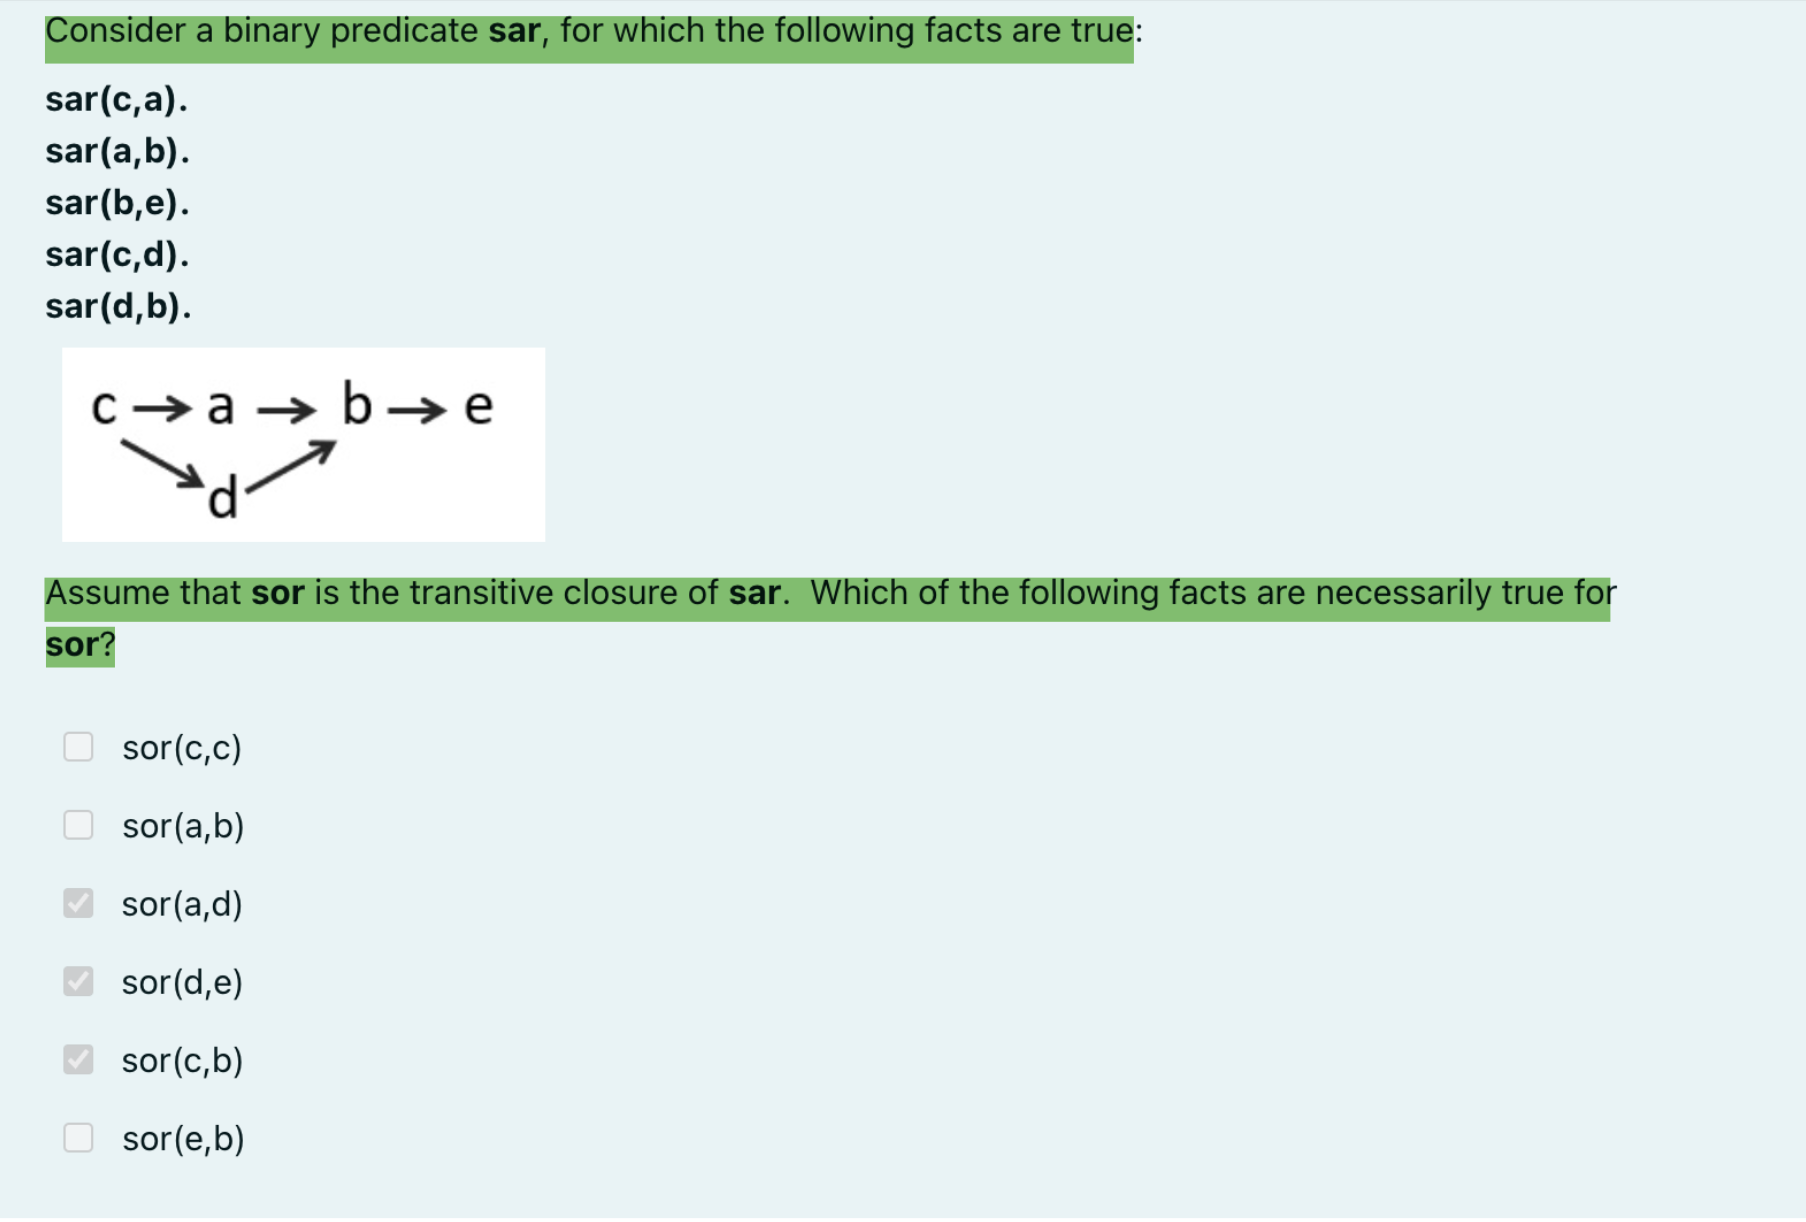 Consider a binary predicate sar, for which the following facts are true:
sar(c,a).
sar(a,b).
sar(b,e).
sar(c,d).
sar(d,b).
c → a → b → e
d
Assume that sor is the transitive closure of sar. Which of the following facts are necessarily true for
sor?
sor(c,c)
sor(a,b)
sor(a,d)
sor(d,e)
sor(c,b)
sor(e,b)